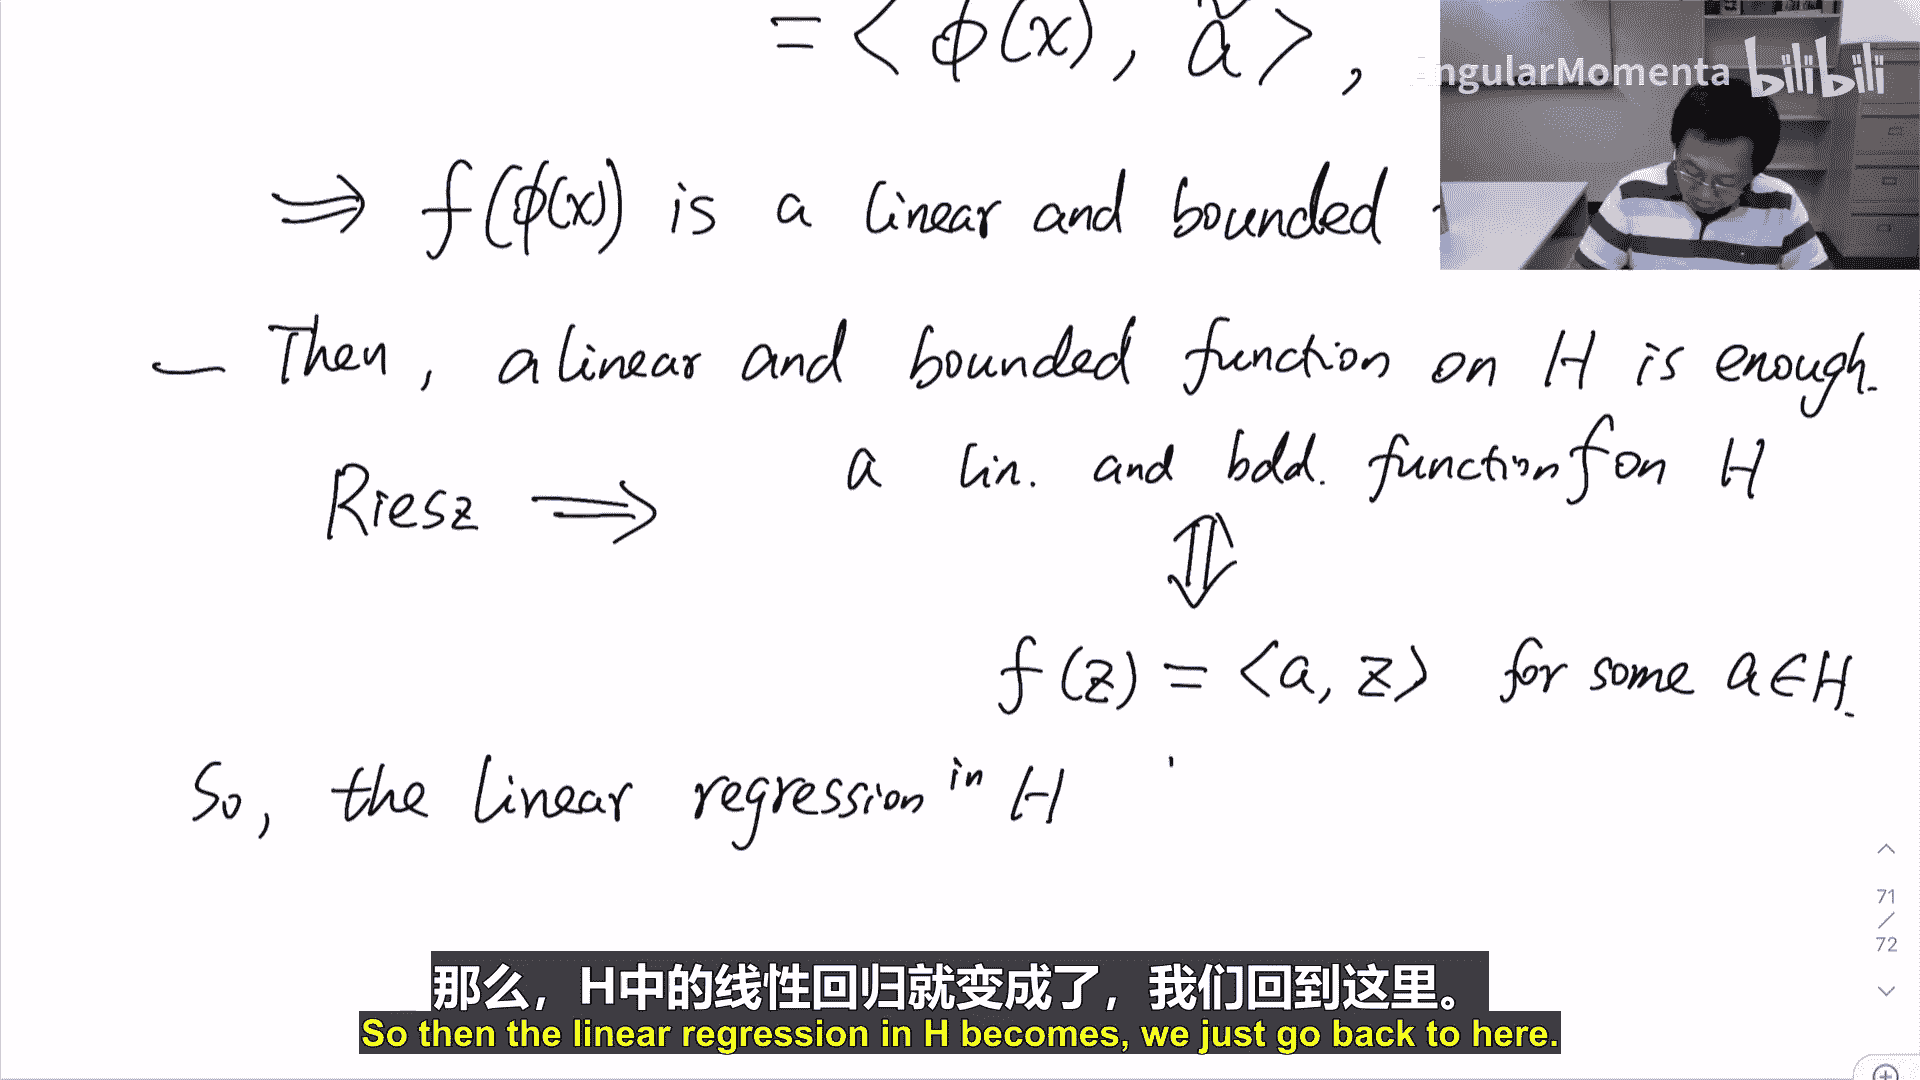 = < φ(x), ã >,
ngularMomenta bilibili
⇒ f(φ(x)) is a linear and bounded
— Then, a linear and bounded function on H is enough.
Riesz ⇒ a lin. and bdd. function f on H
⇕
f(z) = <a, z> for some a∈H.
So, the linear regression in H
71
/
72
那么，H中的线性回归就变成了，我们回到这里。
So then the linear regression in H becomes, we just go back to here.